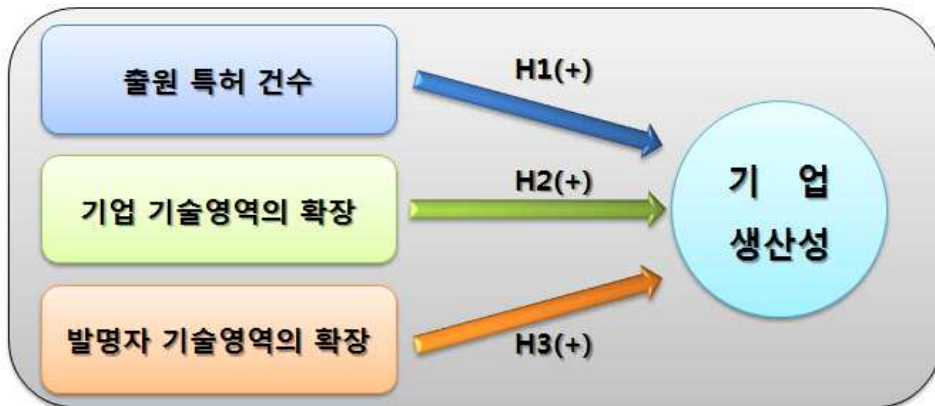 출원 특허 건수
H1(+)
기업 기술영역의 확장
H2(+)
기 업
생산성
발명자 기술영역의 확장
H3(+)